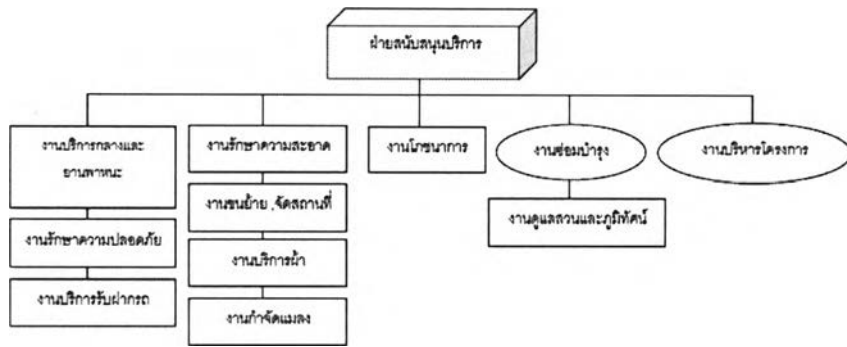 ฝ่ายสนับสนุนบริการ
งานบริการกลางและ
ยานพาหนะ
งานรักษาความปลอดภัย
งานบริการรับฝากรถ
งานรักษาความสะอาด
งานขนย้าย ,จัดสถานที่
งานบริการผ้า
งานกำจัดแมลง
งานโภชนาการ
งานซ่อมบำรุง
งานดูแลสวนและภูมิทัศน์
งานบริหารโครงการ